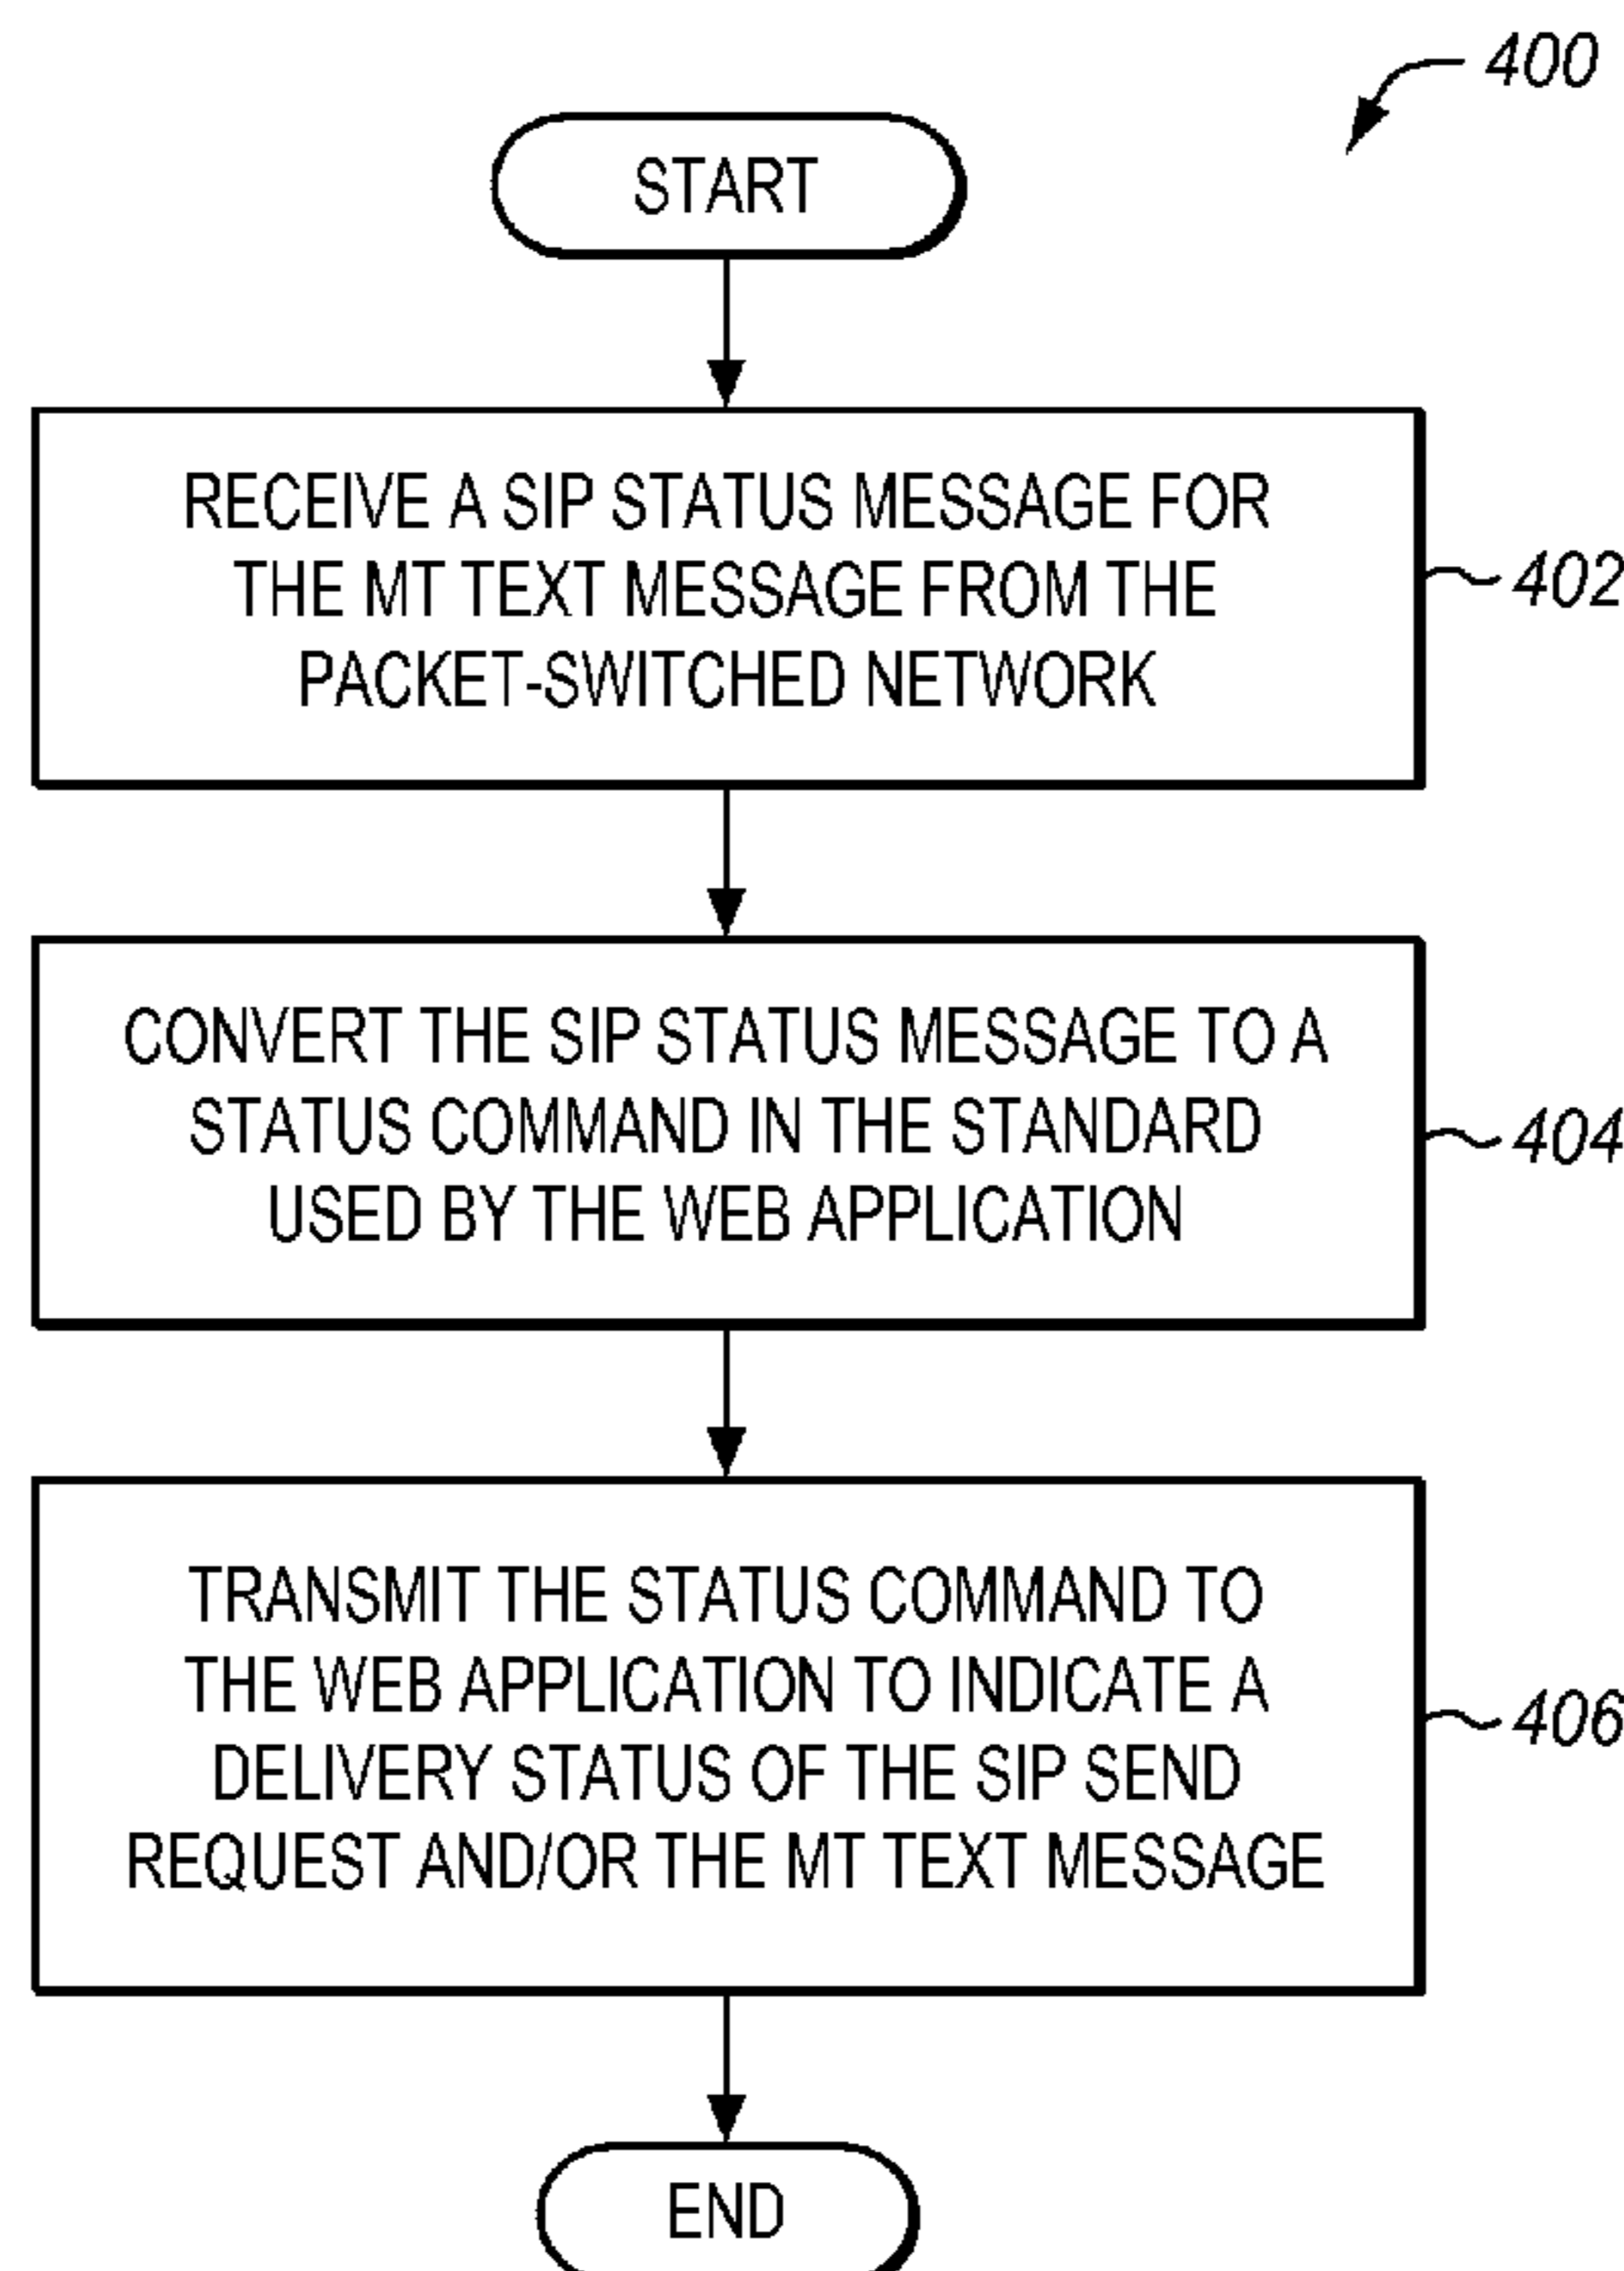 400
START
RECEIVE A SIP STATUS MESSAGE FOR
THE MT TEXT MESSAGE FROM THE
PACKET-SWITCHED NETWORK
402
CONVERT THE SIP STATUS MESSAGE TO A
STATUS COMMAND IN THE STANDARD
USED BY THE WEB APPLICATION
404
TRANSMIT THE STATUS COMMAND TO
THE WEB APPLICATION TO INDICATE A
DELIVERY STATUS OF THE SIP SEND
REQUEST AND/OR THE MT TEXT MESSAGE
406
END